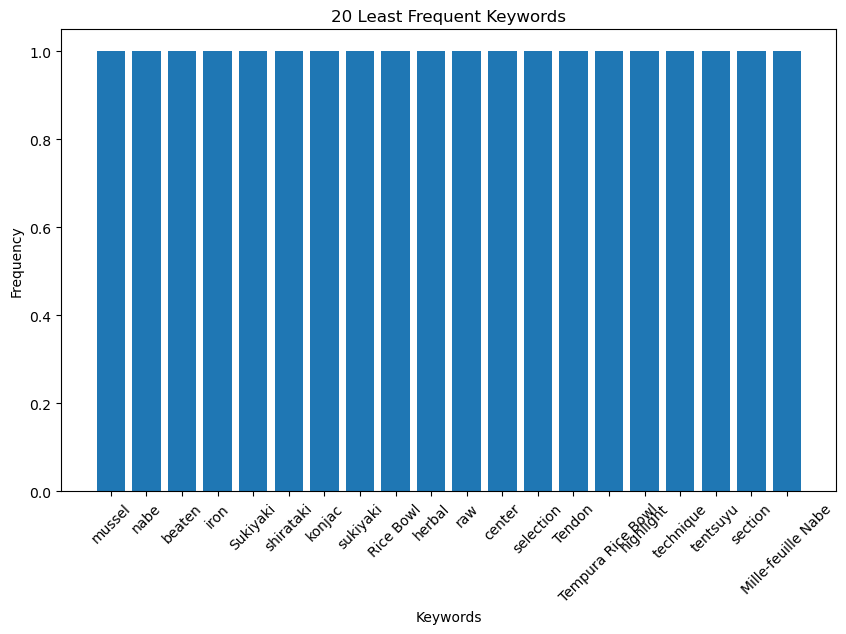 20 Least Frequent Keywords
1.0
0.8
0.6
0.4
0.2
0.0
Frequency
mussel
nabe
beaten
iron
Sukiyaki
shirataki
konjac
sukiyaki
Rice Bowl
herbal
raw
center
selection
Tendon
Tempura Rice Bowl
highlight
technique
tentsuyu
section
Mille-feuille Nabe
Keywords